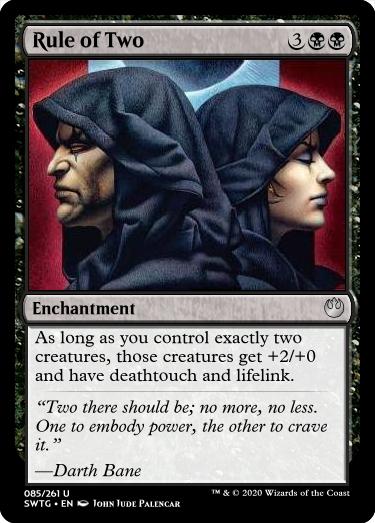 Rule of Two 3
Enchantment
As long as you control exactly two
creatures, those creatures get +2/+0
and have deathtouch and lifelink.
“Two there should be; no more, no less.
One to embody power, the other to crave
it.”
—Darth Bane
085/261 U
SWTG • EN John Jude Palencar
™ & © 2020 Wizards of the Coast